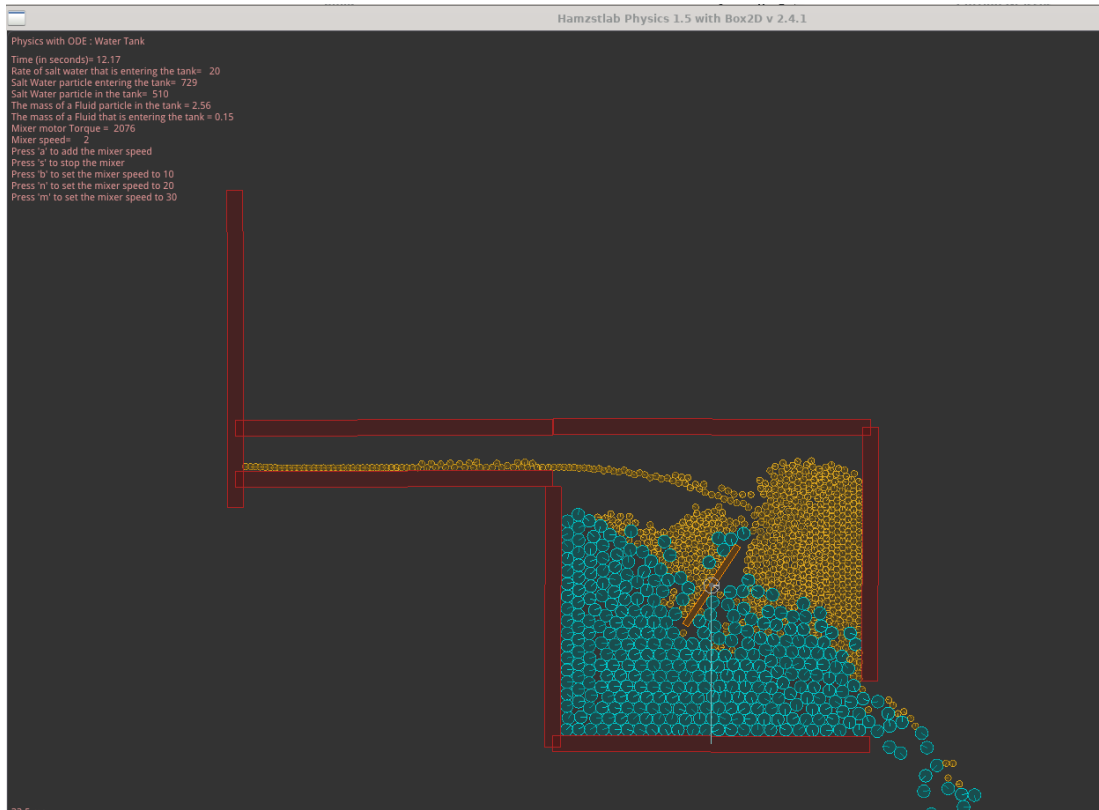 Hamzstlab Physics 1.5 with Box2D v 2.4.1
Physics with ODE : Water Tank
Time (in seconds)= 12.17
Rate of salt water that is entering the tank=   20
Salt Water particle entering the tank=  729
Salt Water particle in the tank=  510
The mass of a Fluid particle in the tank = 2.56
The mass of a Fluid that is entering the tank = 0.15
Mixer motor Torque =  2076
Mixer speed=     2
Press 'a' to add the mixer speed
Press 's' to stop the mixer
Press 'b' to set the mixer speed to 10
Press 'n' to set the mixer speed to 20
Press 'm' to set the mixer speed to 30